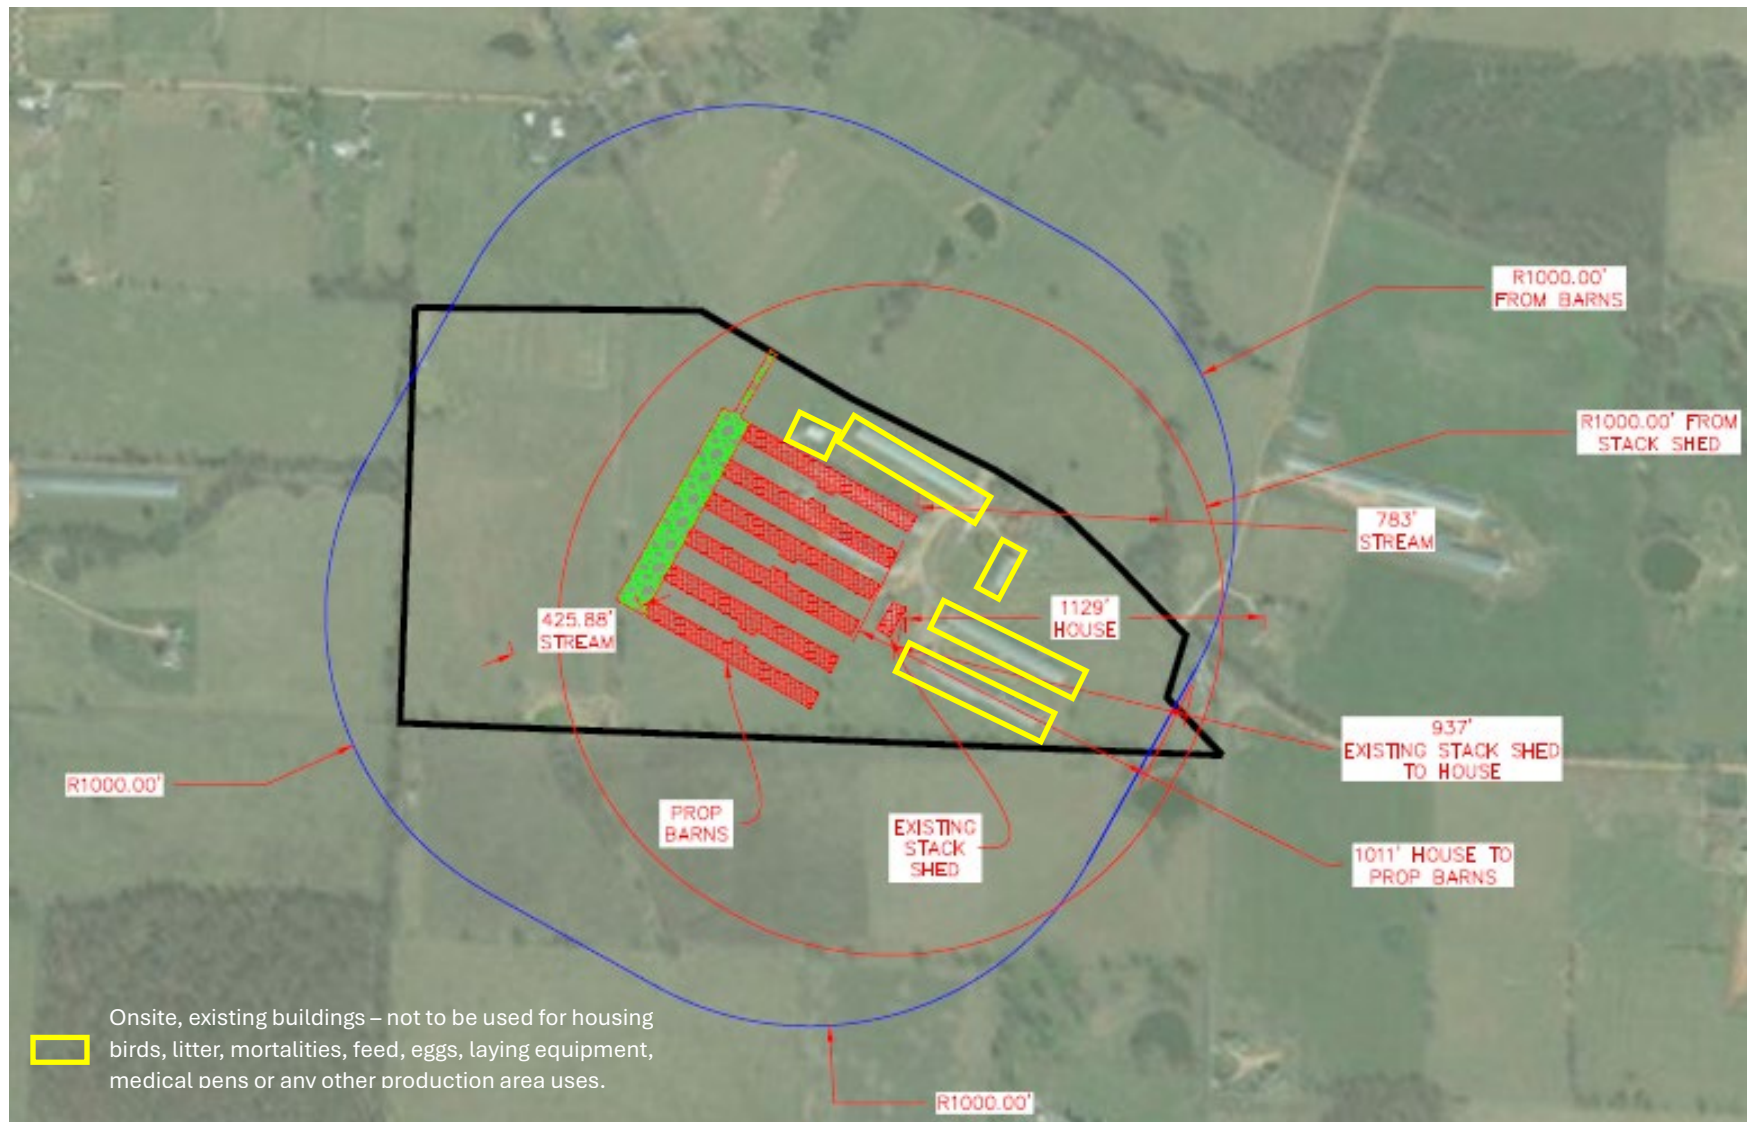 R1000.00'
FROM BARNS
R1000.00' FROM
STACK SHED
783'
STREAM
1129'
HOUSE
425.88'
STREAM
937'
EXISTING STACK SHED
TO HOUSE
R1000.00'
PROP
BARNS
EXISTING
STACK
SHED
1011' HOUSE TO
PROP BARNS
Onsite, existing buildings – not to be used for housing
birds, litter, mortalities, feed, eggs, laying equipment,
medical pens or any other production area uses.
R1000.00'